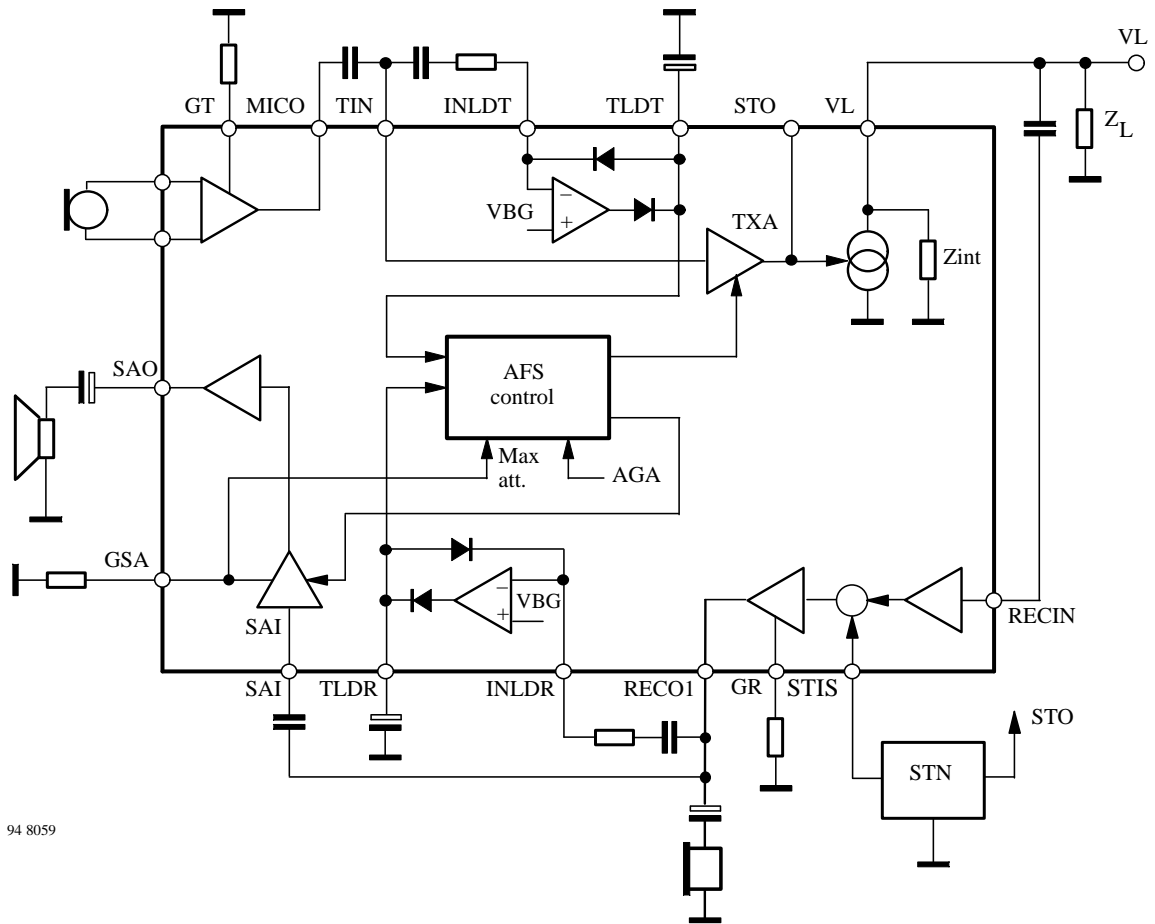 VL
GT MICO TIN INLDT TLDT STO VL
Z_L
VBG
−
+
TXA
Zint
SAO
AFS
control
Max
att.
AGA
GSA
SAI
−
+
VBG
RECIN
SAI TLDR INLDR RECO1 GR STIS
STO
STN
94 8059